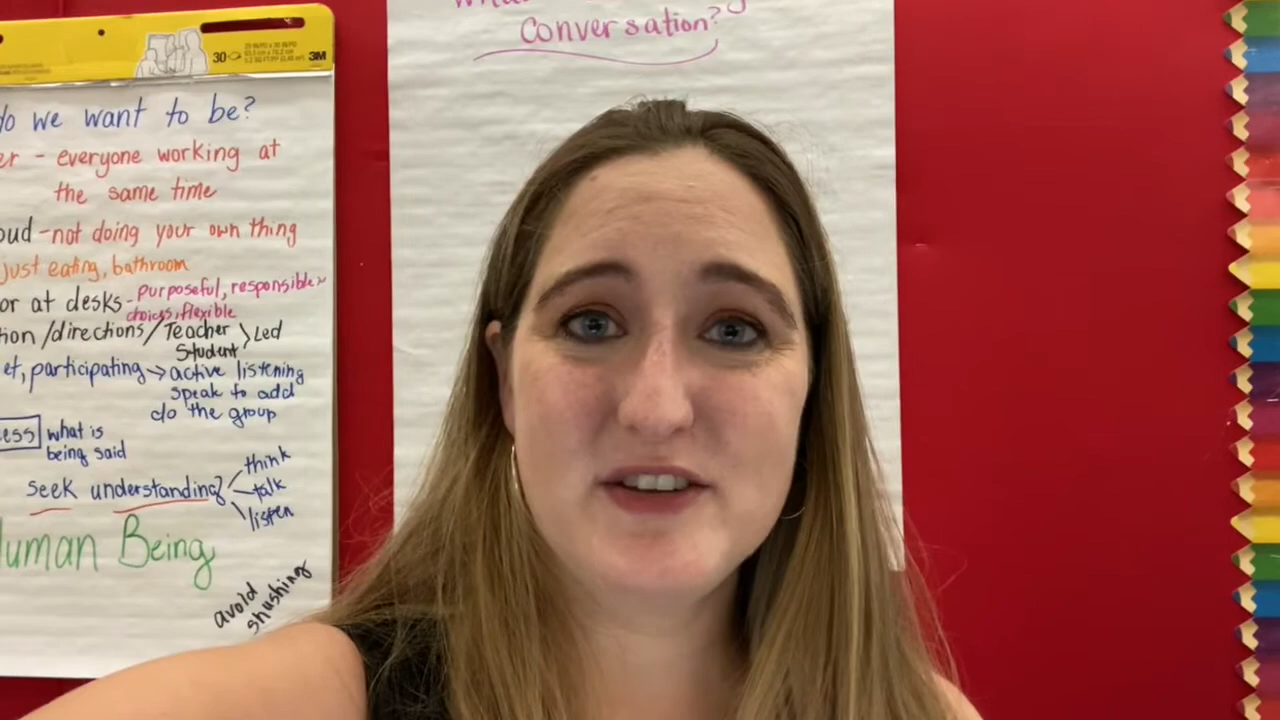 30
3M
do we want to be?
er - everyone working at
the same time
oud - not doing your own thing
just eating, bathroom
or at desks - purposeful, responsible
choices, flexible
tion / directions / Teacher > Led
Student
et, participating → active listening
speak to add
do the group
ess what is
being said
seek understanding
think
talk
listen
Human Being
avoid
shushing
conversation?